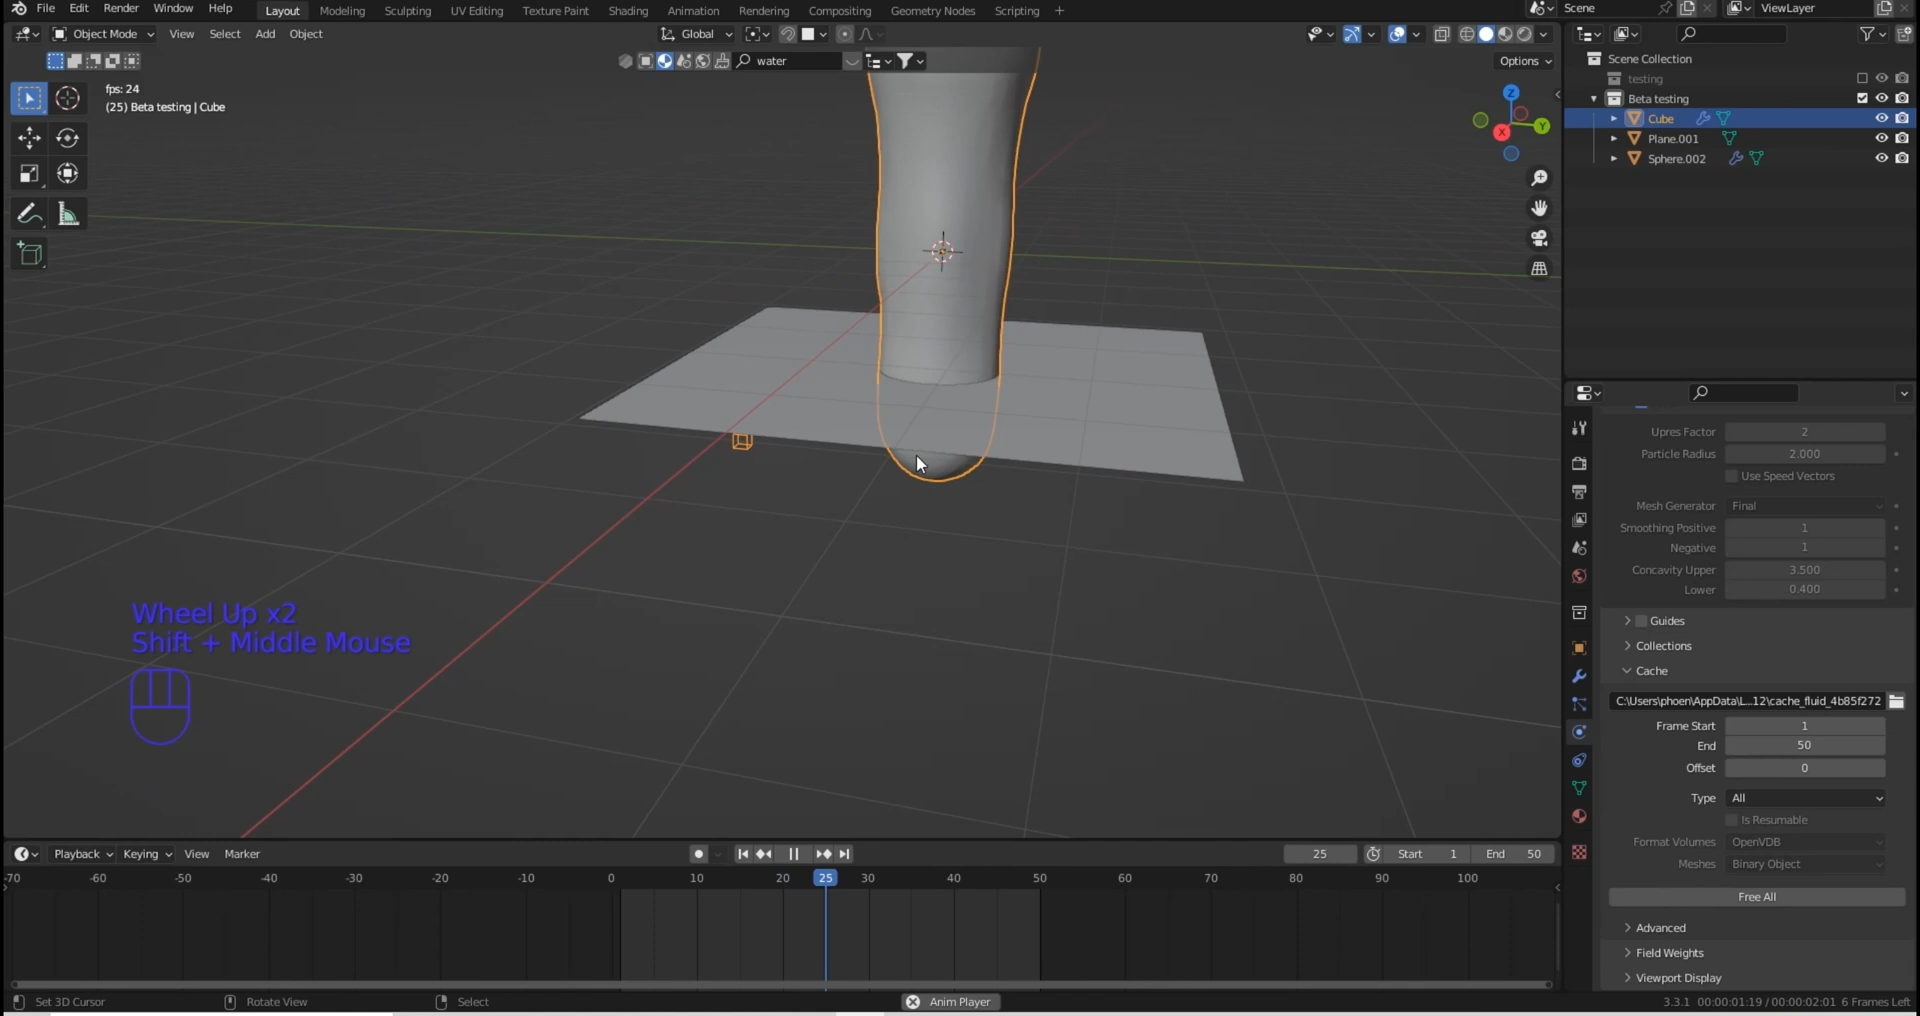 File Edit Render Window Help Layout Modeling Sculpting UV Editing Texture Paint Shading Animation Rendering Compositing Geometry Nodes Scripting + Scene ViewLayer
Object Mode View Select Add Object Global
water Options
fps: 24
(25) Beta testing | Cube
Z
Y
X
Wheel Up x2
Shift + Middle Mouse
Scene Collection
testing
Beta testing
Cube
Plane.001
Sphere.002
Upres Factor 2
Particle Radius 2.000
Use Speed Vectors
Mesh Generator Final
Smoothing Positive 1
Negative 1
Concavity Upper 3.500
Lower 0.400
Guides
Collections
Cache
C:\Users\phoen\AppData\L...12\cache_fluid_4b85f272
Frame Start 1
End 50
Offset 0
Type All
Is Resumable
Format Volumes OpenVDB
Meshes Binary Object
Free All
Advanced
Field Weights
Viewport Display
Playback Keying View Marker 25 Start 1 End 50
-70 -60 -50 -40 -30 -20 -10 0 10 20 25 30 40 50 60 70 80 90 100
Set 3D Cursor Rotate View Select Anim Player 3.3.1 00:00:01:19 / 00:00:02:01 6 Frames Left